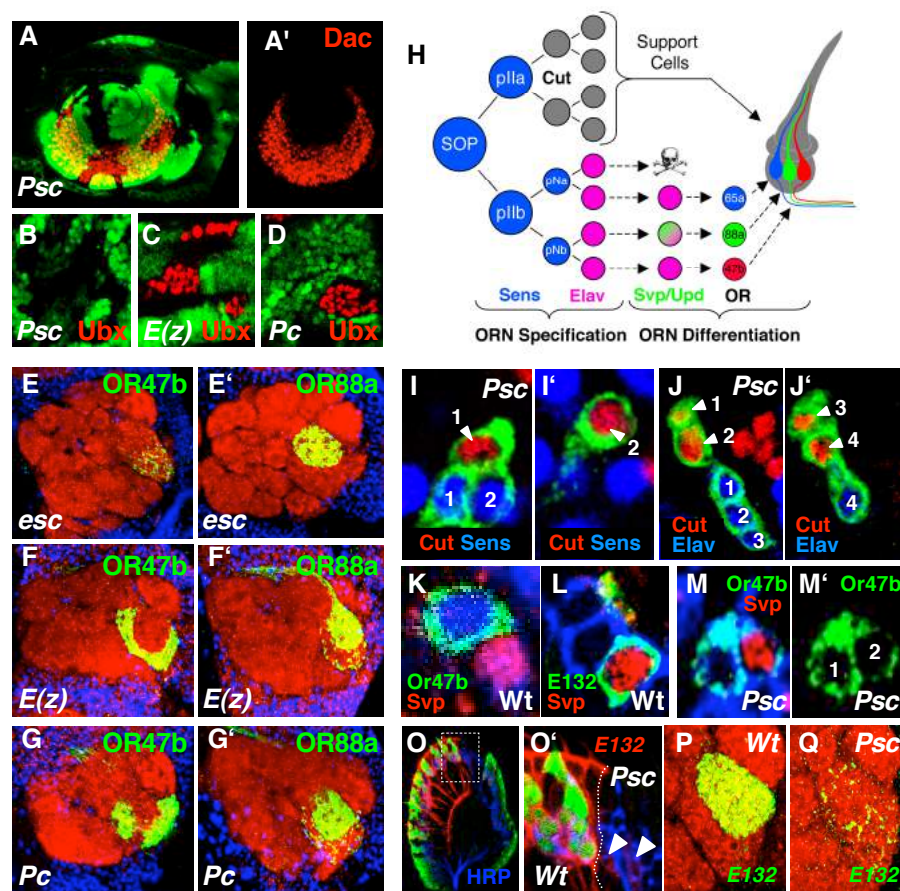 A
Psc
A'
Dac
B
Psc Ubx
C
E(z) Ubx
D
Pc
Ubx
H
pIIa
Cut
Support
Cells
SOP
pIIb
pNa
pNb
65a
88a
47b
Sens
Elav
Svp/Upd
OR
ORN Specification
ORN Differentiation
E
OR47b
esc
E'
OR88a
esc
F
OR47b
E(z)
F'
OR88a
E(z)
G
OR47b
Pc
G'
OR88a
Pc
I
Psc
1
1
2
Cut Sens
I'
2
Cut Sens
J
Psc
1
2
1
2
3
Cut
Elav
J'
3
4
4
Cut
Elav
K
Or47b
Svp
Wt
L
E132
Svp
Wt
M
Or47b
Svp
Psc
M'
Or47b
1
2
Psc
O
HRP
O'
E132
Psc
Wt
P
Wt
E132
Q
Psc
E132